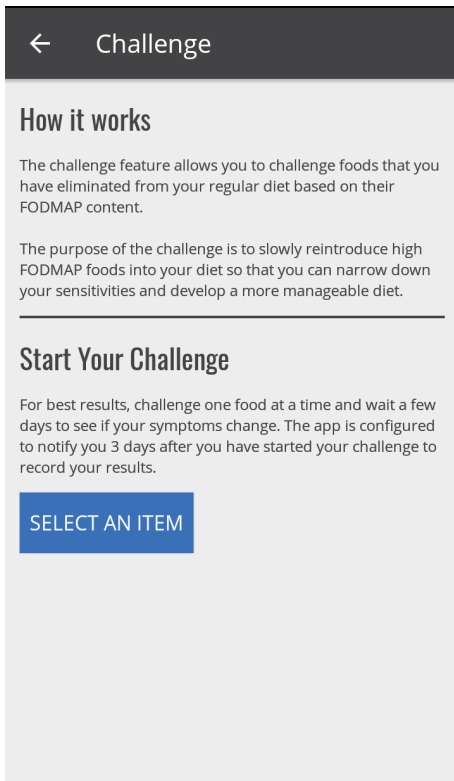 Challenge
How it works
The challenge feature allows you to challenge foods that you
have eliminated from your regular diet based on their
FODMAP content.
The purpose of the challenge is to slowly reintroduce high
FODMAP foods into your diet so that you can narrow down
your sensitivities and develop a more manageable diet.
Start Your Challenge
For best results, challenge one food at a time and wait a few
days to see if your symptoms change. The app is configured
to notify you 3 days after you have started your challenge to
record your results.
SELECT AN ITEM